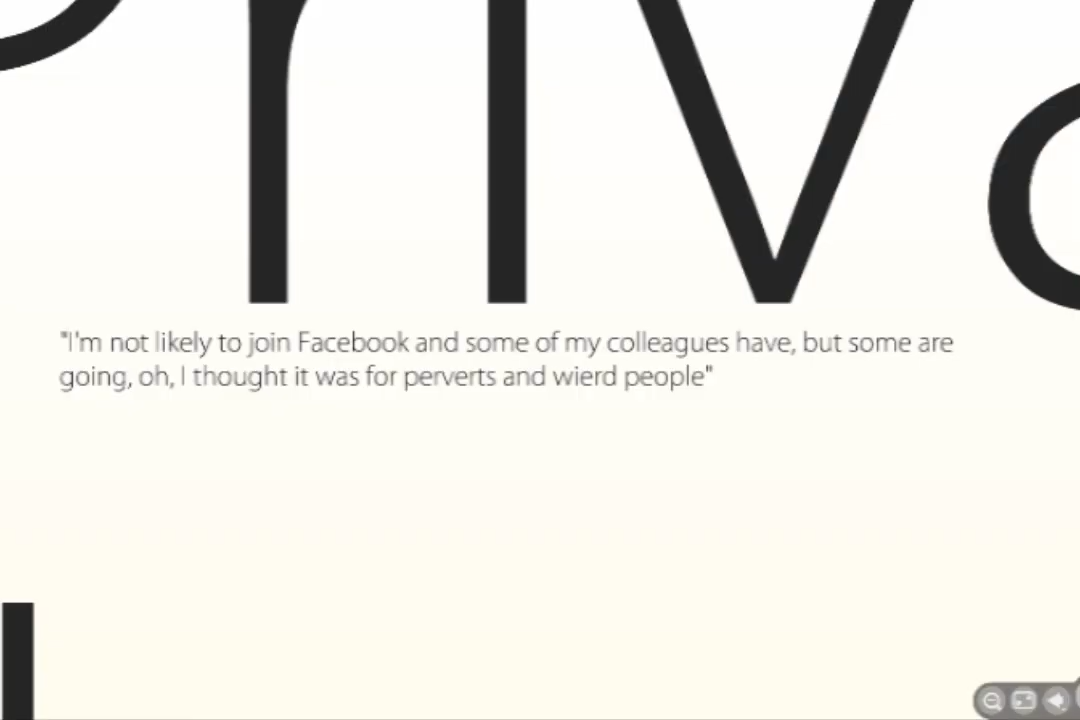 Priva
"I'm not likely to join Facebook and some of my colleagues have, but some are
going, oh, I thought it was for perverts and wierd people"